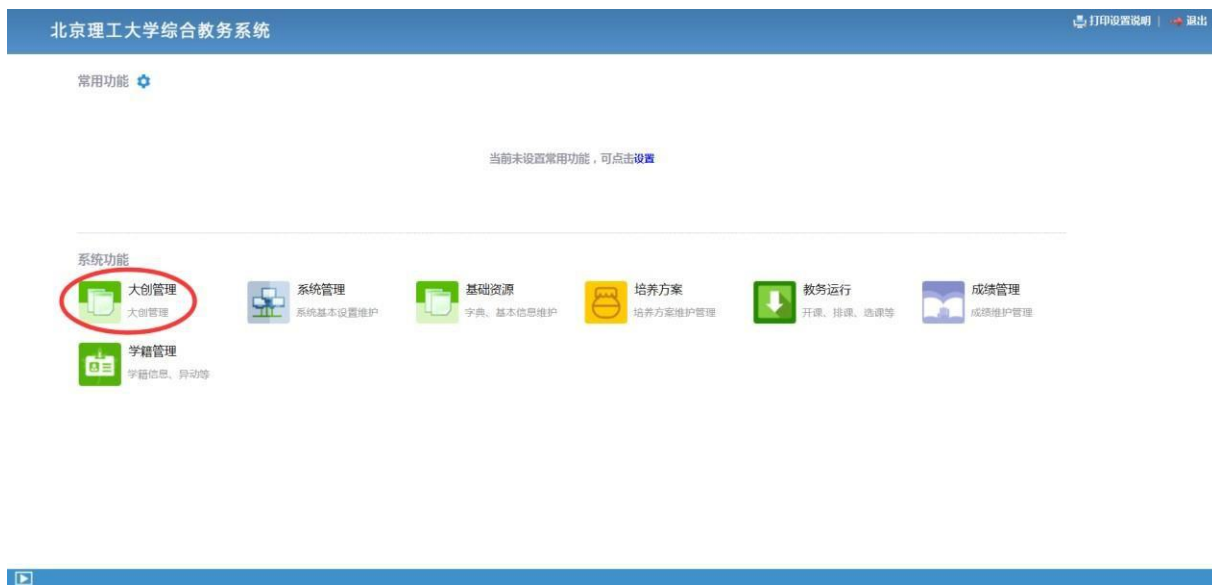 北京理工大学综合教务系统
打印设置说明 | 退出
常用功能
当前未设置常用功能，可点击设置
系统功能
大创管理
大创管理
系统管理
系统基本设置维护
基础资源
字典、基本信息维护
培养方案
培养方案维护管理
教务运行
开课、排课、选课等
成绩管理
成绩维护管理
学籍管理
学籍信息、异动等